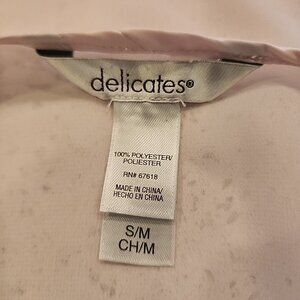 delicates®
100% POLYESTER/
POLIESTER
RN# 67618
MADE IN CHINA/
HECHO EN CHINA
S/M
CH/M